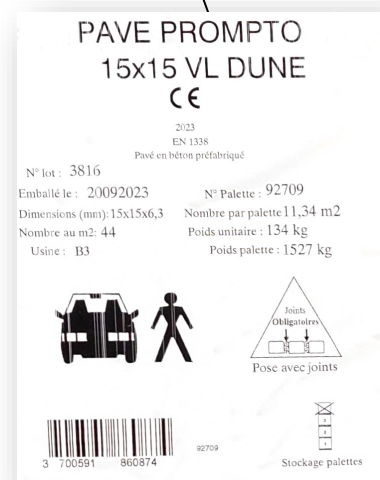 PAVE PROMPTO
15x15 VL DUNE
CE
2023
EN 1338
Pavé en béton préfabriqué
N° lot : 3816
Emballé le : 20092023
N° Palette : 92709
Dimensions (mm):15x15x6,3
Nombre par palette 11,34 m2
Nombre au m2: 44
Poids unitaire : 134 kg
Usine : B3
Poids palette : 1527 kg
Joints
Obligatoires
Pose avec joints
3 700591 860874
92709
Stockage palettes